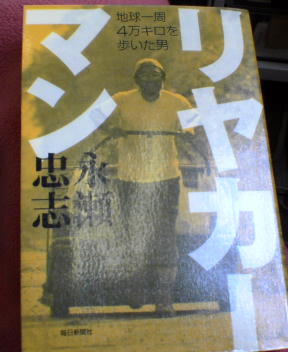 リヤカー
マン
地球一周
4万キロを
歩いた男
永瀬
忠志
毎日新聞社